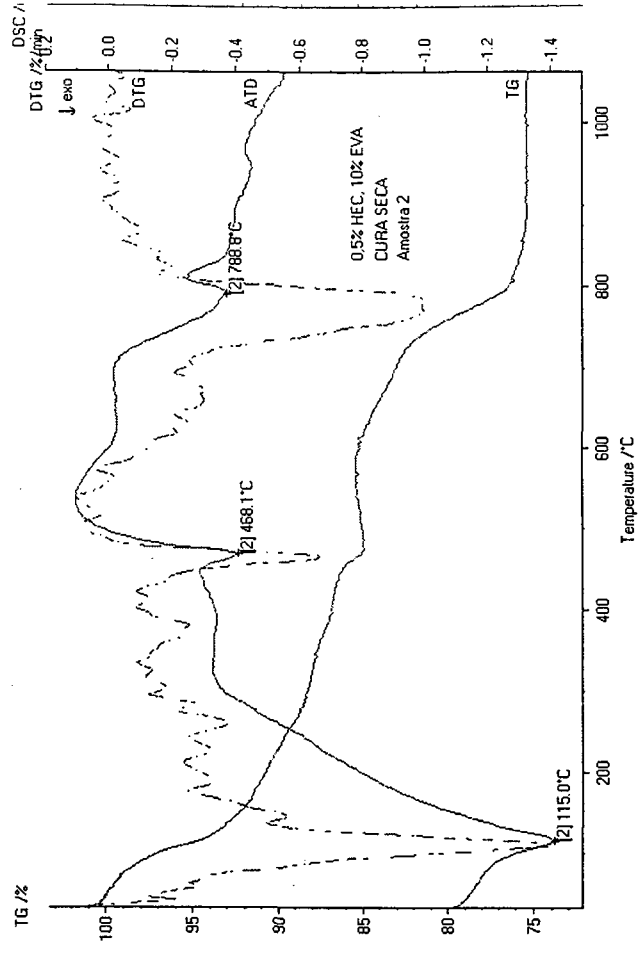 TG /%
DTG /%/min
DSC /
↓ exo
DTG
ATD
TG
[2] 788.8°C
[2] 468.1°C
[2] 115.0°C
0,5% HEC, 10% EVA
CURA SECA
Amostra 2
100
95
90
85
80
75
0.2
0.0
-0.2
-0.4
-0.6
-0.8
-1.0
-1.2
-1.4
200
400
600
800
1000
Temperature /°C